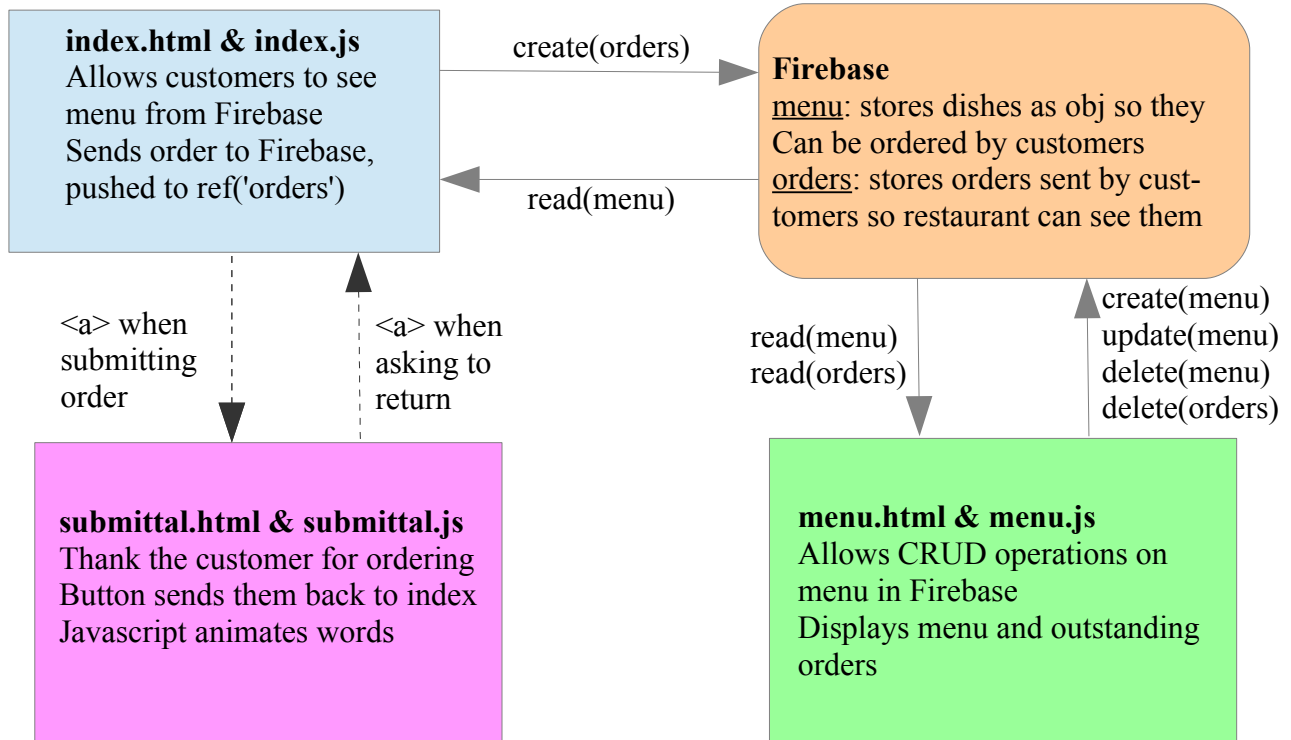 index.html & index.js
Allows customers to see
menu from Firebase
Sends order to Firebase,
pushed to ref('orders')
create(orders)
read(menu)
Firebase
menu: stores dishes as obj so they
Can be ordered by customers
orders: stores orders sent by cust-
tomers so restaurant can see them
<a> when
submitting
order
<a> when
asking to
return
read(menu)
read(orders)
create(menu)
update(menu)
delete(menu)
delete(orders)
submittal.html & submittal.js
Thank the customer for ordering
Button sends them back to index
Javascript animates words
menu.html & menu.js
Allows CRUD operations on
menu in Firebase
Displays menu and outstanding
orders